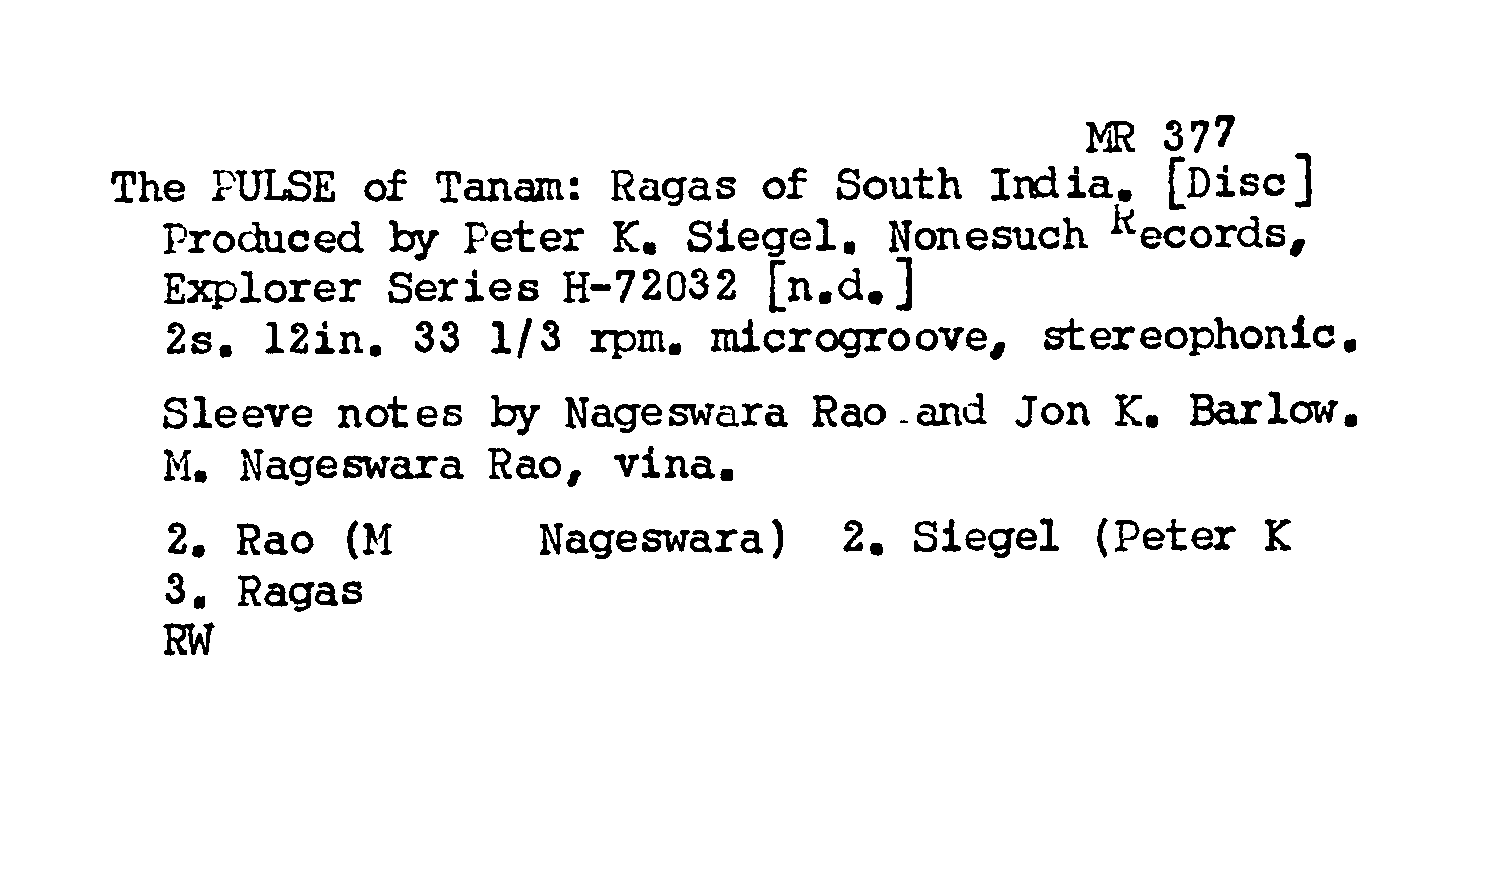 MR 377
The PULSE of Tanam: Ragas of South India. [Disc]
Produced by Peter K. Siegel. Nonesuch Records,
Explorer Series H-72032 [n.d.]
2s. 12in. 33 1/3 rpm. microgroove, stereophonic.
Sleeve notes by Nageswara Rao and Jon K. Barlow.
M. Nageswara Rao, vina.
2. Rao (M Nageswara) 2. Siegel (Peter K
3. Ragas
RW